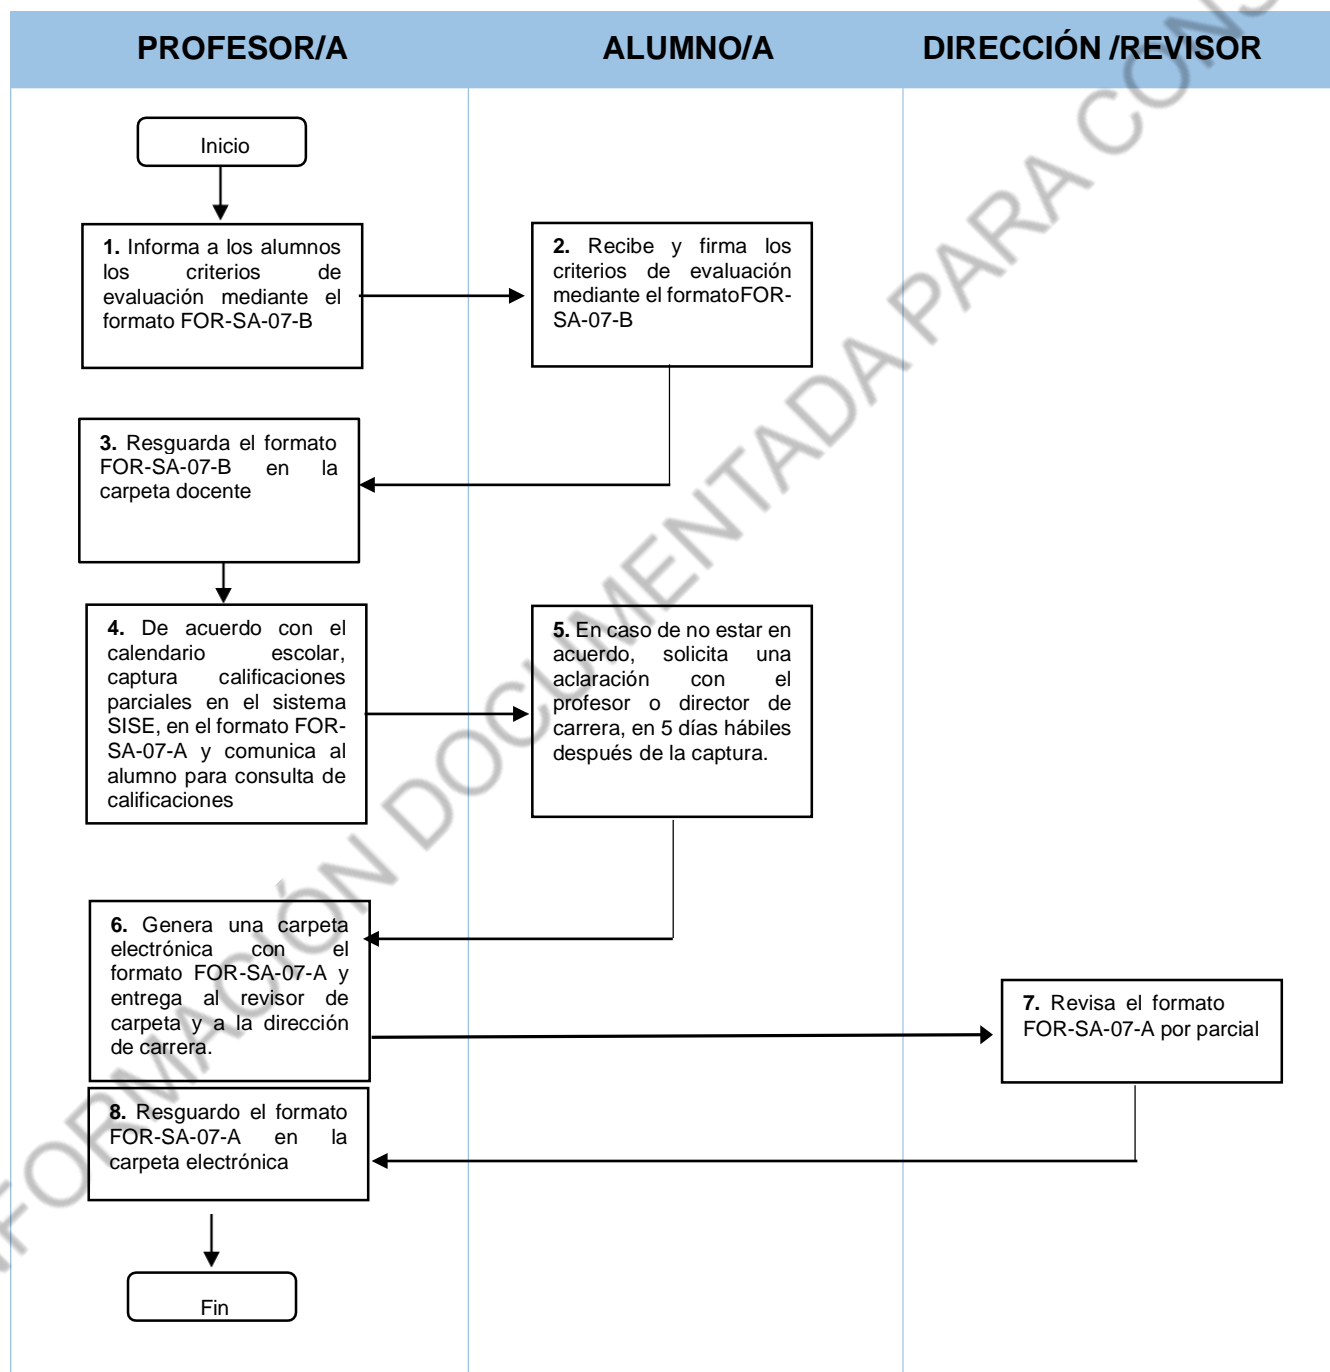 PROFESOR/A
ALUMNO/A
DIRECCIÓN /REVISOR
Inicio
1. Informa a los alumnos
los criterios de
evaluación mediante el
formato FOR-SA-07-B
2. Recibe y firma los
criterios de evaluación
mediante el formatoFOR-
SA-07-B
3. Resguarda el formato
FOR-SA-07-B en la
carpeta docente
4. De acuerdo con el
calendario escolar,
captura calificaciones
parciales en el sistema
SISE, en el formato FOR-
SA-07-A y comunica al
alumno para consulta de
calificaciones
5. En caso de no estar en
acuerdo, solicita una
aclaración con el
profesor o director de
carrera, en 5 días hábiles
después de la captura.
6. Genera una carpeta
electrónica con el
formato FOR-SA-07-A y
entrega al revisor de
carpeta y a la dirección
de carrera.
7. Revisa el formato
FOR-SA-07-A por parcial
8. Resguardo el formato
FOR-SA-07-A en la
carpeta electrónica
Fin
NFORMACIÓN DOCUMENTADA PARA CONS